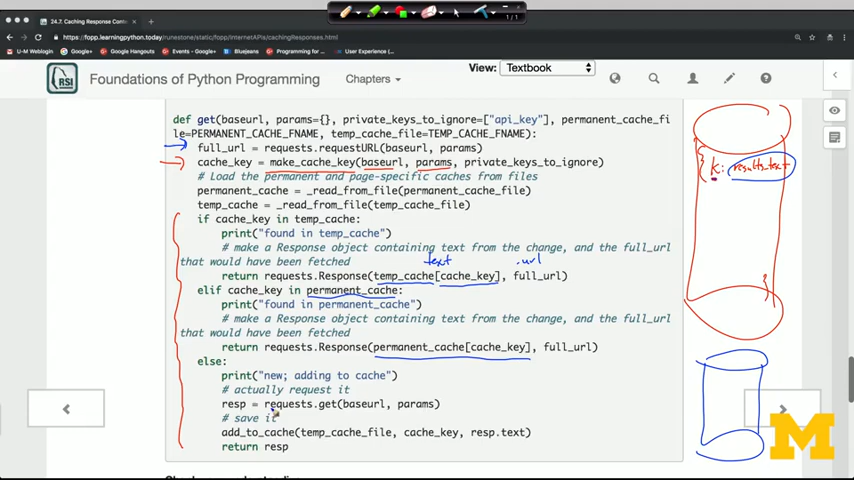 24.7. Caching Response Conte
1/1
https://fopp.learningpython.today/runestone/static/fopp/InternetAPIs/cachingResponses.html
U-M Weblogin
Google Groups
Google Hangouts
Events - Google+
Bluejeans
Programming for ...
User Experience (...
RSI
Foundations of Python Programming
Chapters
View:
Textbook
def get(baseurl, params={}, private_keys_to_ignore=["api_key"], permanent_cache_fi
le=PERMANENT_CACHE_FNAME, temp_cache_file=TEMP_CACHE_FNAME):
full_url = requests.requestURL(baseurl, params)
cache_key = make_cache_key(baseurl, params, private_keys_to_ignore)
{ k: results_text
# Load the permanent and page-specific caches from files
permanent_cache = _read_from_file(permanent_cache_file)
temp_cache = _read_from_file(temp_cache_file)
if cache_key in temp_cache:
print("found in temp_cache")
# make a Response object containing text from the change, and the full_url
that would have been fetched
text .url
return requests.Response(temp_cache[cache_key], full_url)
}
elif cache_key in permanent_cache:
print("found in permanent_cache")
# make a Response object containing text from the change, and the full_url
that would have been fetched
return requests.Response(permanent_cache[cache_key], full_url)
else:
print("new; adding to cache")
# actually request it
resp = requests.get(baseurl, params)
# save it
add_to_cache(temp_cache_file, cache_key, resp.text)
return resp
M